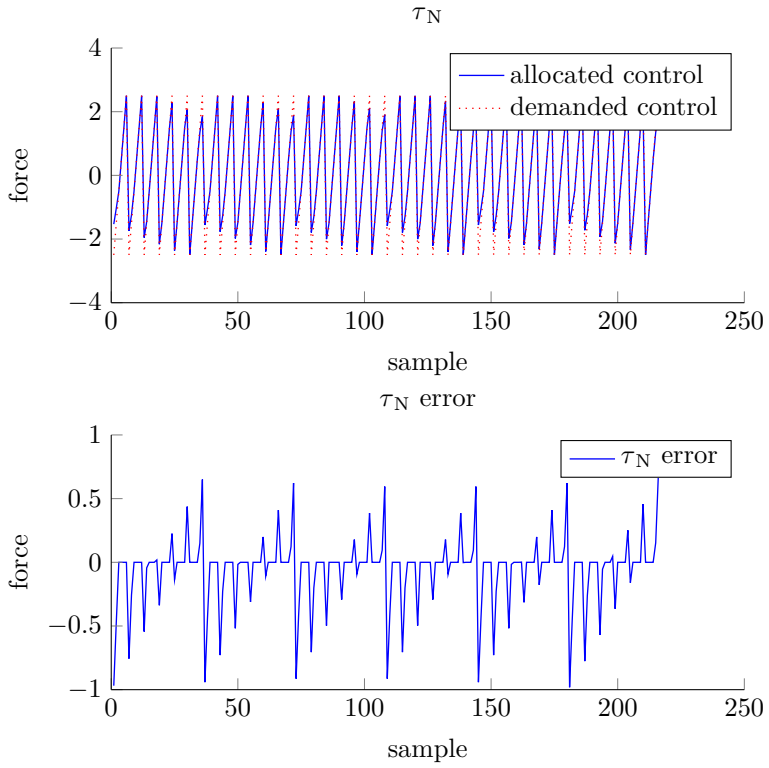 τN
4
2
0
−2
−4
force
allocated control
demanded control
0
50
100
150
200
250
sample
τN error
1
0.5
0
−0.5
−1
force
τN error
0
50
100
150
200
250
sample